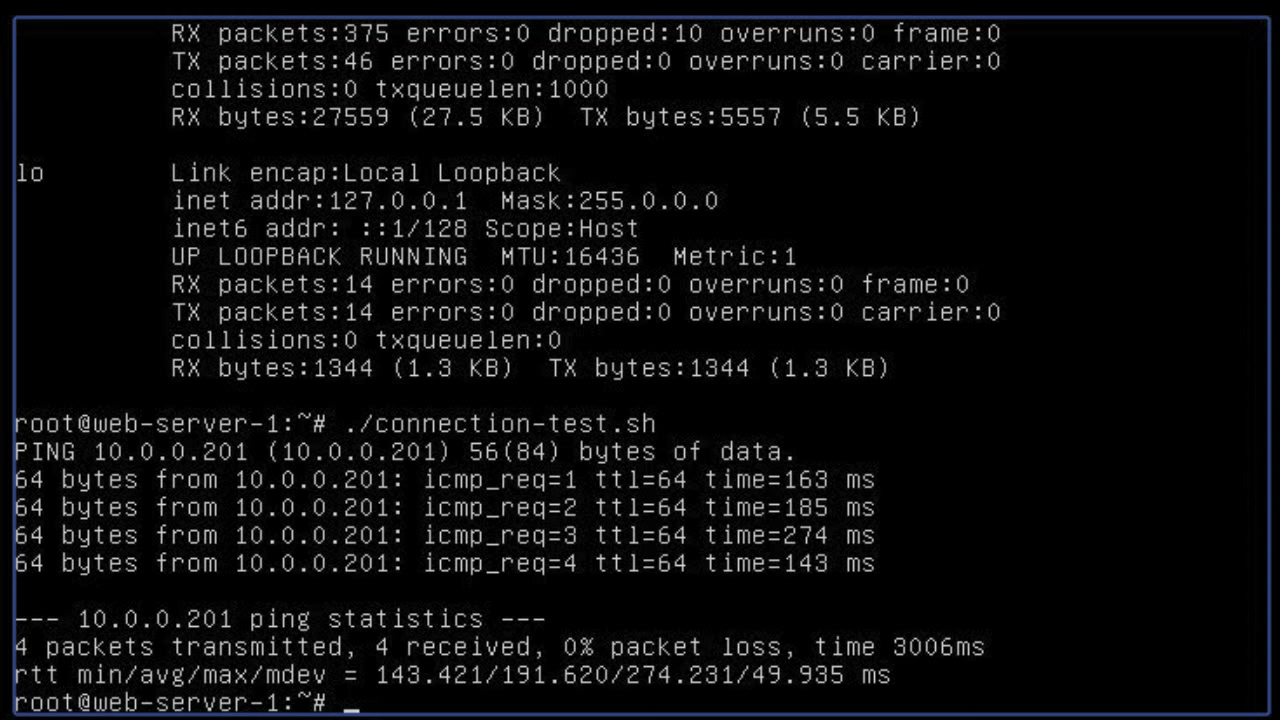 RX packets:375 errors:0 dropped:10 overruns:0 frame:0
TX packets:46 errors:0 dropped:0 overruns:0 carrier:0
collisions:0 txqueuelen:1000
RX bytes:27559 (27.5 KB)  TX bytes:5557 (5.5 KB)
lo        Link encap:Local Loopback
inet addr:127.0.0.1  Mask:255.0.0.0
inet6 addr: ::1/128 Scope:Host
UP LOOPBACK RUNNING  MTU:16436  Metric:1
RX packets:14 errors:0 dropped:0 overruns:0 frame:0
TX packets:14 errors:0 dropped:0 overruns:0 carrier:0
collisions:0 txqueuelen:0
RX bytes:1344 (1.3 KB)  TX bytes:1344 (1.3 KB)
root@web-server-1:~# ./connection-test.sh
PING 10.0.0.201 (10.0.0.201) 56(84) bytes of data.
64 bytes from 10.0.0.201: icmp_req=1 ttl=64 time=163 ms
64 bytes from 10.0.0.201: icmp_req=2 ttl=64 time=185 ms
64 bytes from 10.0.0.201: icmp_req=3 ttl=64 time=274 ms
64 bytes from 10.0.0.201: icmp_req=4 ttl=64 time=143 ms
--- 10.0.0.201 ping statistics ---
4 packets transmitted, 4 received, 0% packet loss, time 3006ms
rtt min/avg/max/mdev = 143.421/191.620/274.231/49.935 ms
root@web-server-1:~# _